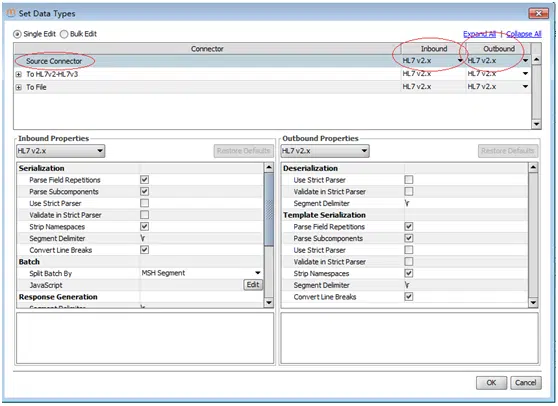 Set Data Types
Single Edit Bulk Edit Expand All | Collapse All
Connector Inbound Outbound
Source Connector HL7 v2.x HL7 v2.x
To HL7v2-HL7v3 HL7 v2.x HL7 v2.x
To File HL7 v2.x HL7 v2.x
Inbound Properties
HL7 v2.x Restore Defaults
Serialization
Parse Field Repetitions
Parse Subcomponents
Use Strict Parser
Validate in Strict Parser
Strip Namespaces
Segment Delimiter \r
Convert Line Breaks
Batch
Split Batch By MSH Segment
JavaScript Edit
Response Generation
Segment Delimiter \r
Outbound Properties
HL7 v2.x Restore Defaults
Deserialization
Use Strict Parser
Validate in Strict Parser
Segment Delimiter \r
Template Serialization
Parse Field Repetitions
Parse Subcomponents
Use Strict Parser
Validate in Strict Parser
Strip Namespaces
Segment Delimiter \r
Convert Line Breaks
OK Cancel